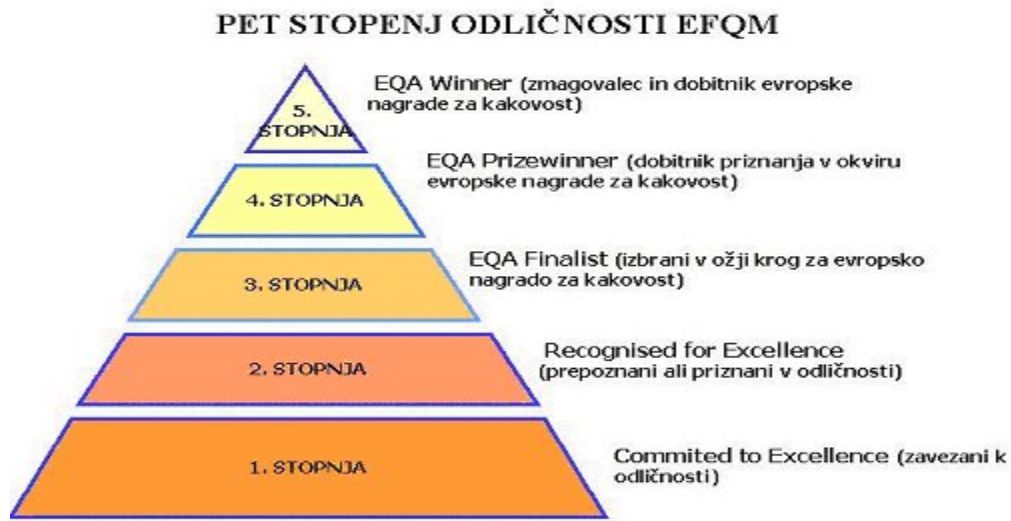 PET STOPENJ ODLIČNOSTI EFQM
EQA Winner (zmagovalec in dobitnik evropske
nagrade za kakovost)
5.
STOPNJA
EQA Prizewinner (dobitnik priznanja v okviru
evropske nagrade za kakovost)
4. STOPNJA
EQA Finalist (izbrani v ožji krog za evropsko
nagrado za kakovost)
3. STOPNJA
Recognised for Excellence
(prepoznani ali priznani v odličnosti)
2. STOPNJA
Commited to Excellence (zavezani k
odličnosti)
1. STOPNJA